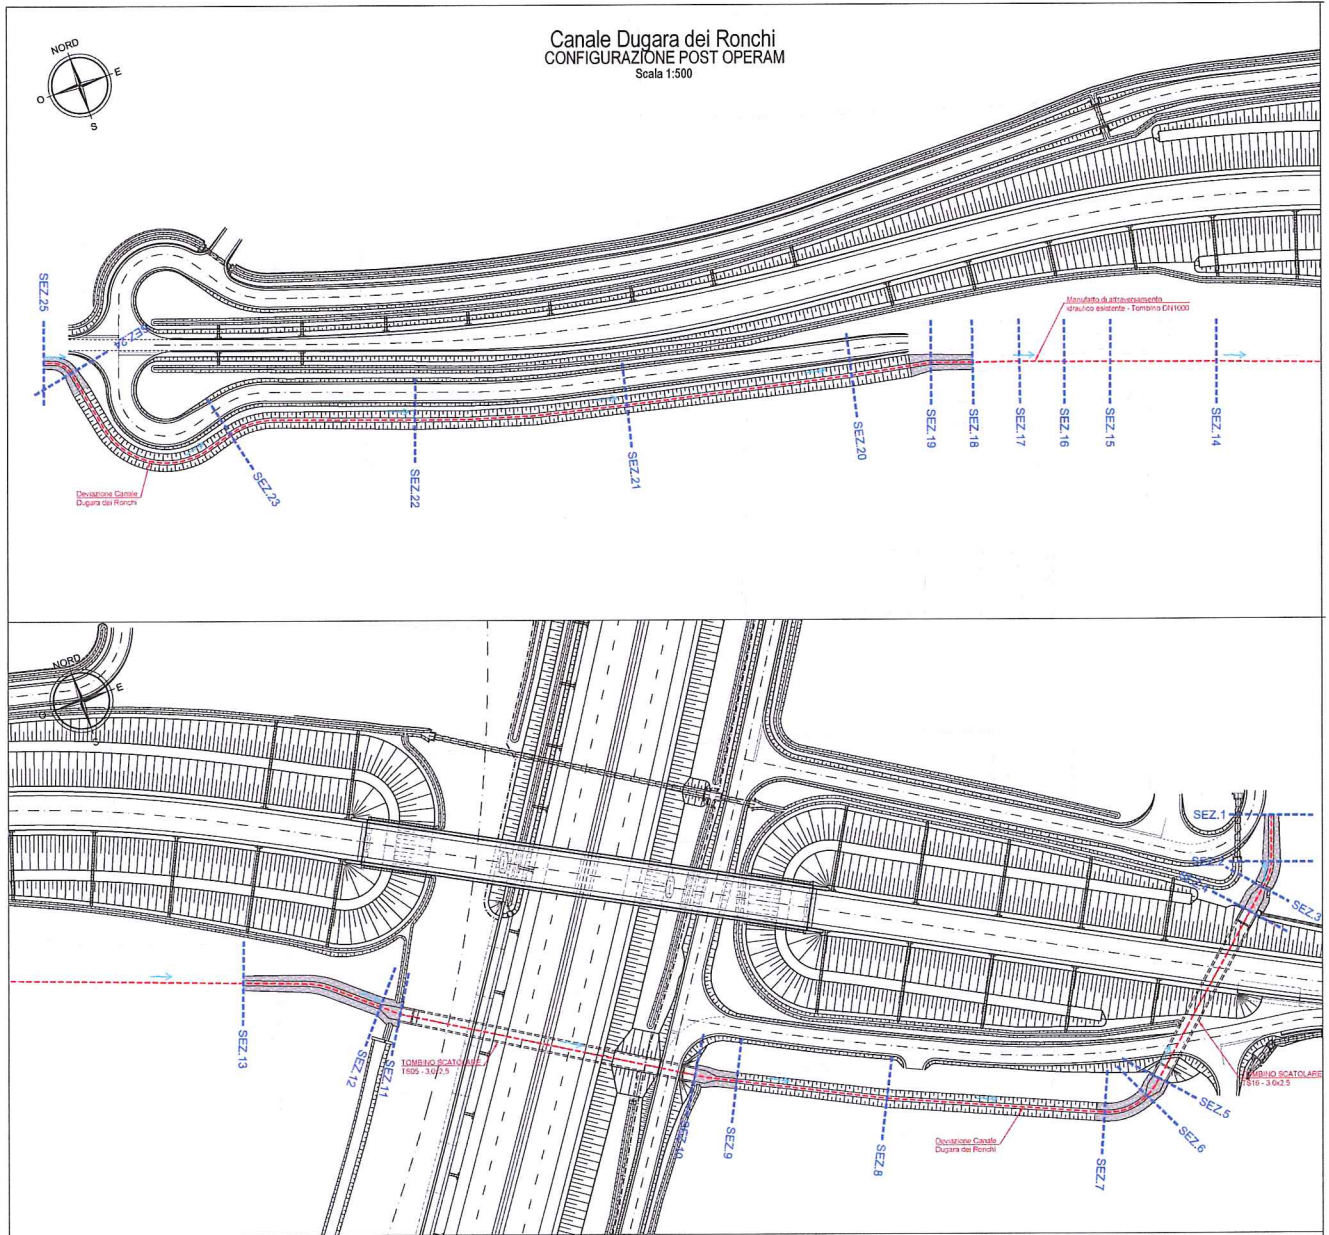 Canale Dugara dei Ronchi
CONFIGURAZIONE POST OPERAM
Scala 1:500
NORD
E
O
S
SEZ.25
SEZ.24
Manufatto di attraversamento
idraulico esistente - Tombino DN1000
SEZ.23
SEZ.22
SEZ.21
SEZ.20
SEZ.19
SEZ.18
SEZ.17
SEZ.16
SEZ.15
SEZ.14
Deviazione Canale
Dugara dei Ronchi
NORD
E
O
S
SEZ.1
SEZ.2
SEZ.3
SEZ.13
SEZ.12
SEZ.11
TOMBINO SCATOLARE
TS05 - 3,0x2,5
SEZ.10
SEZ.9
SEZ.8
Deviazione Canale
Dugara dei Ronchi
SEZ.7
SEZ.6
SEZ.5
TOMBINO SCATOLARE
TS16 - 3,0x2,5